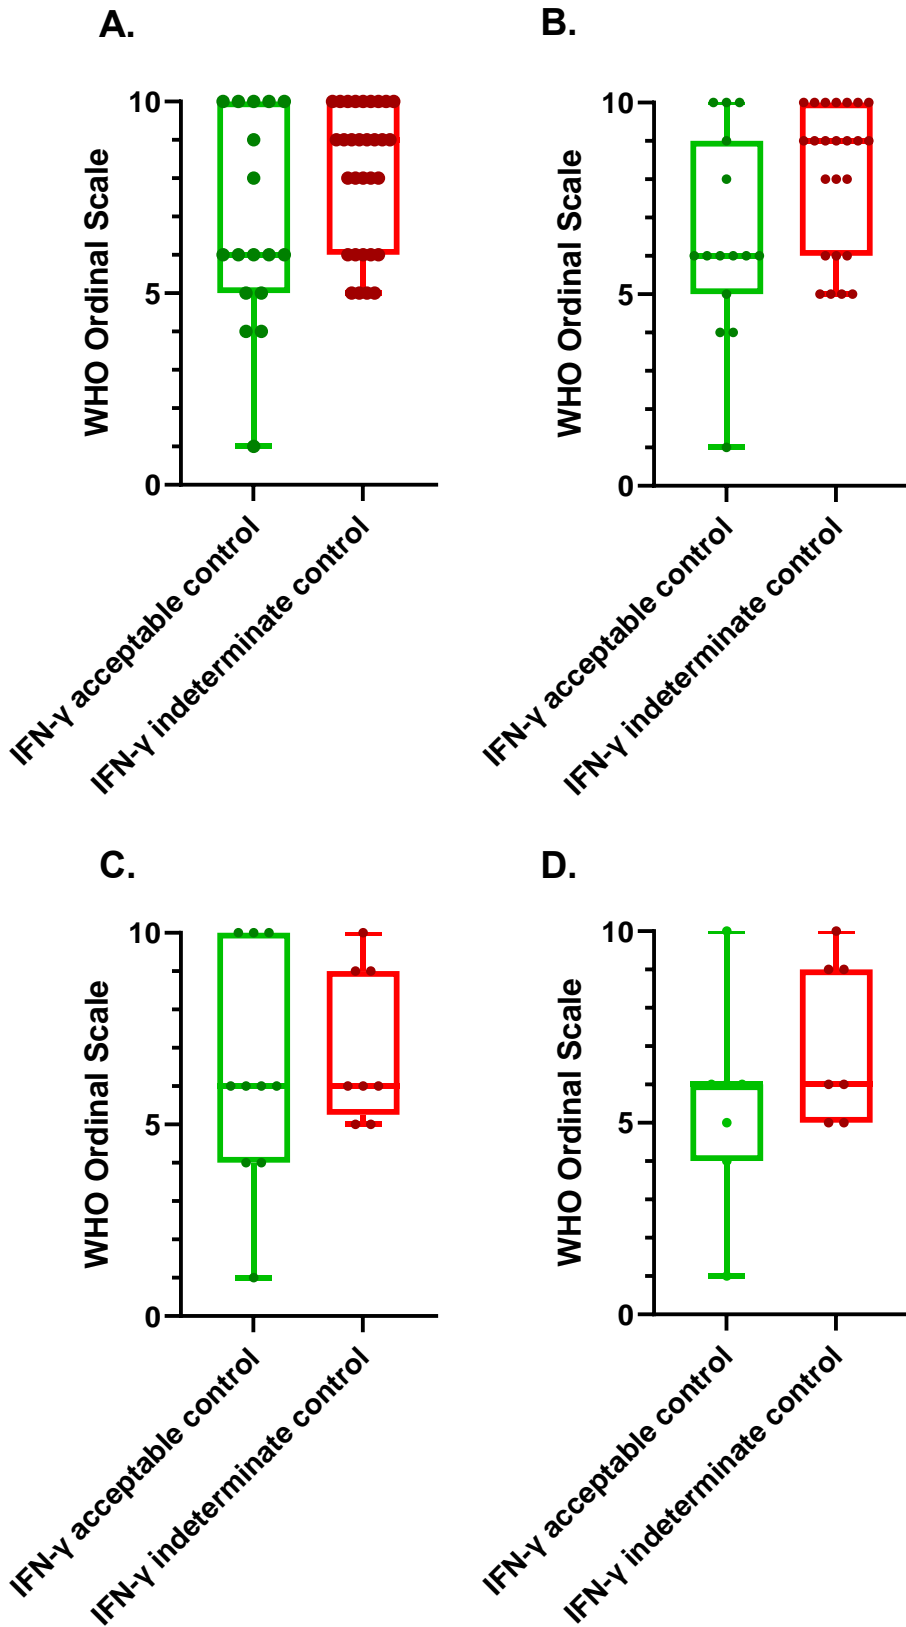 A.
B.
WHO Ordinal Scale
10
5
0
IFN-γ acceptable control
IFN-γ indeterminate control
WHO Ordinal Scale
10
5
0
IFN-γ acceptable control
IFN-γ indeterminate control
C.
D.
WHO Ordinal Scale
10
5
0
IFN-γ acceptable control
IFN-γ indeterminate control
WHO Ordinal Scale
10
5
0
IFN-γ acceptable control
IFN-γ indeterminate control